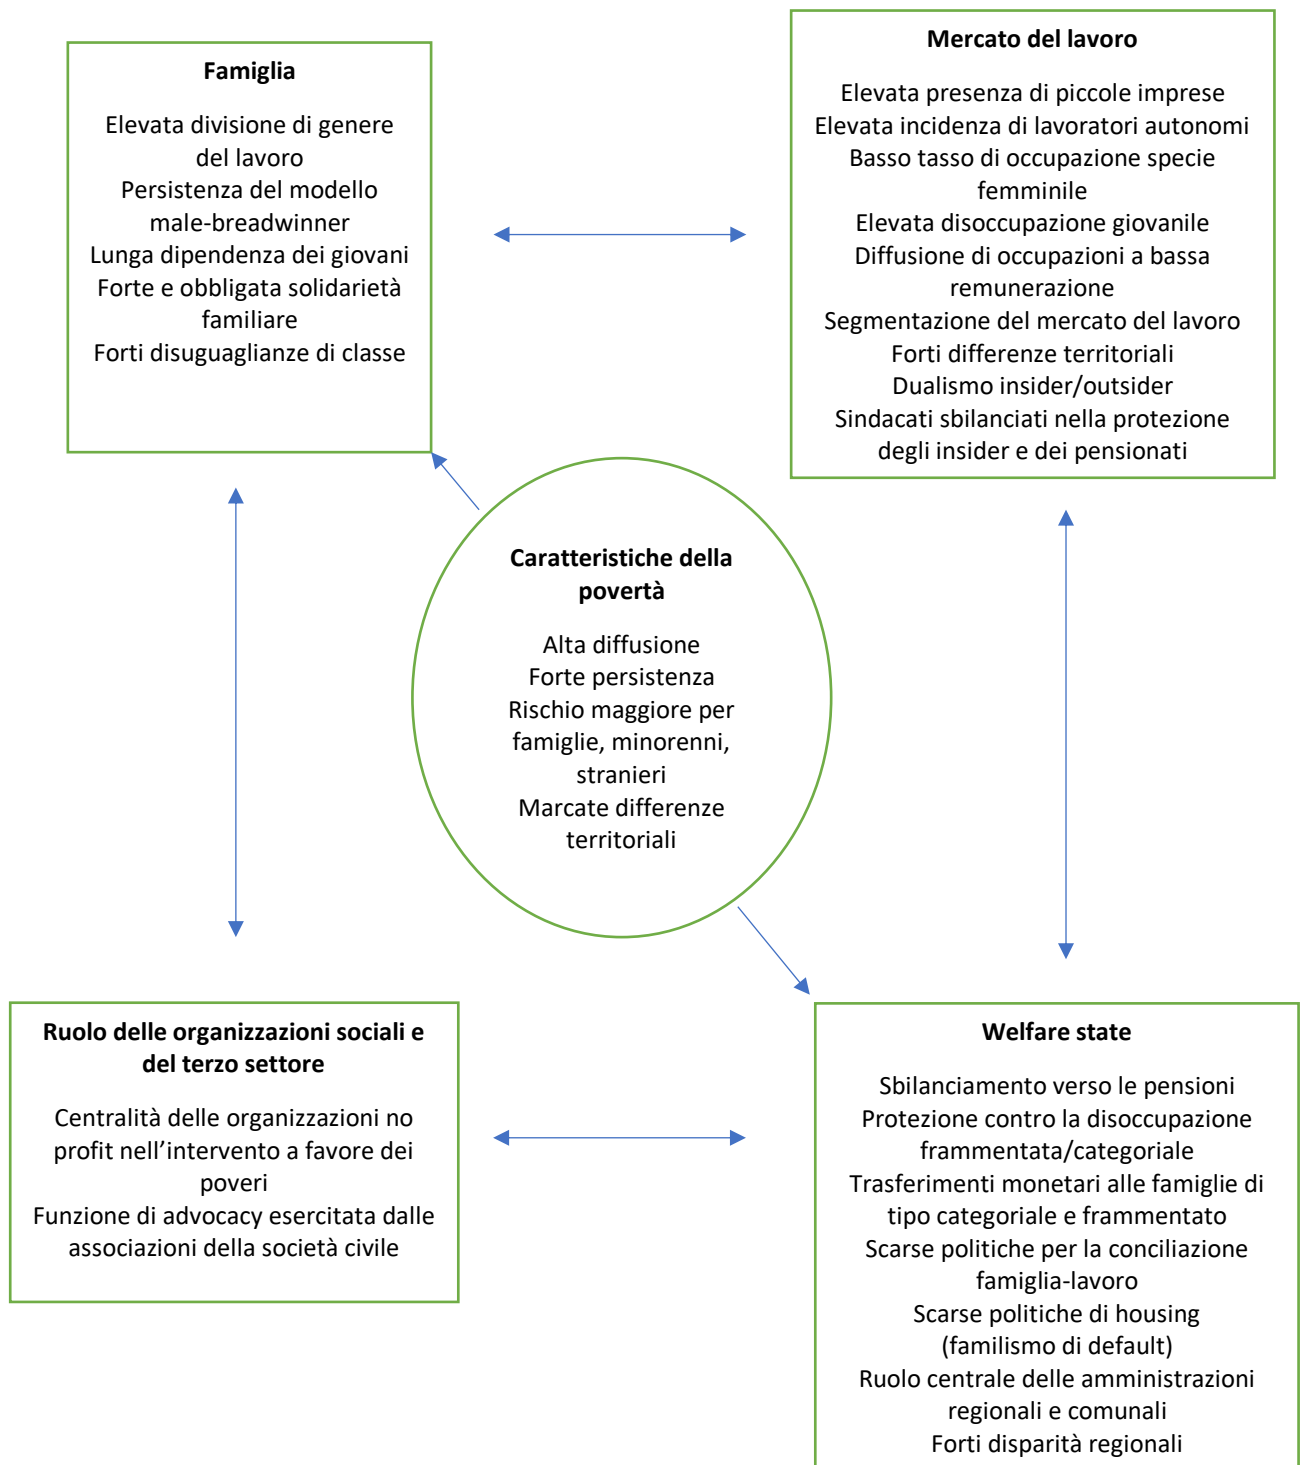 Famiglia
Elevata divisione di genere
del lavoro
Persistenza del modello
male-breadwinner
Lunga dipendenza dei giovani
Forte e obbligata solidarietà
familiare
Forti disuguaglianze di classe
Mercato del lavoro
Elevata presenza di piccole imprese
Elevata incidenza di lavoratori autonomi
Basso tasso di occupazione specie
femminile
Elevata disoccupazione giovanile
Diffusione di occupazioni a bassa
remunerazione
Segmentazione del mercato del lavoro
Forti differenze territoriali
Dualismo insider/outsider
Sindacati sbilanciati nella protezione
degli insider e dei pensionati
Caratteristiche della
povertà
Alta diffusione
Forte persistenza
Rischio maggiore per
famiglie, minorenni,
stranieri
Marcate differenze
territoriali
Ruolo delle organizzazioni sociali e
del terzo settore
Centralità delle organizzazioni no
profit nell’intervento a favore dei
poveri
Funzione di advocacy esercitata dalle
associazioni della società civile
Welfare state
Sbilanciamento verso le pensioni
Protezione contro la disoccupazione
frammentata/categoriale
Trasferimenti monetari alle famiglie di
tipo categoriale e frammentato
Scarse politiche per la conciliazione
famiglia-lavoro
Scarse politiche di housing
(familismo di default)
Ruolo centrale delle amministrazioni
regionali e comunali
Forti disparità regionali